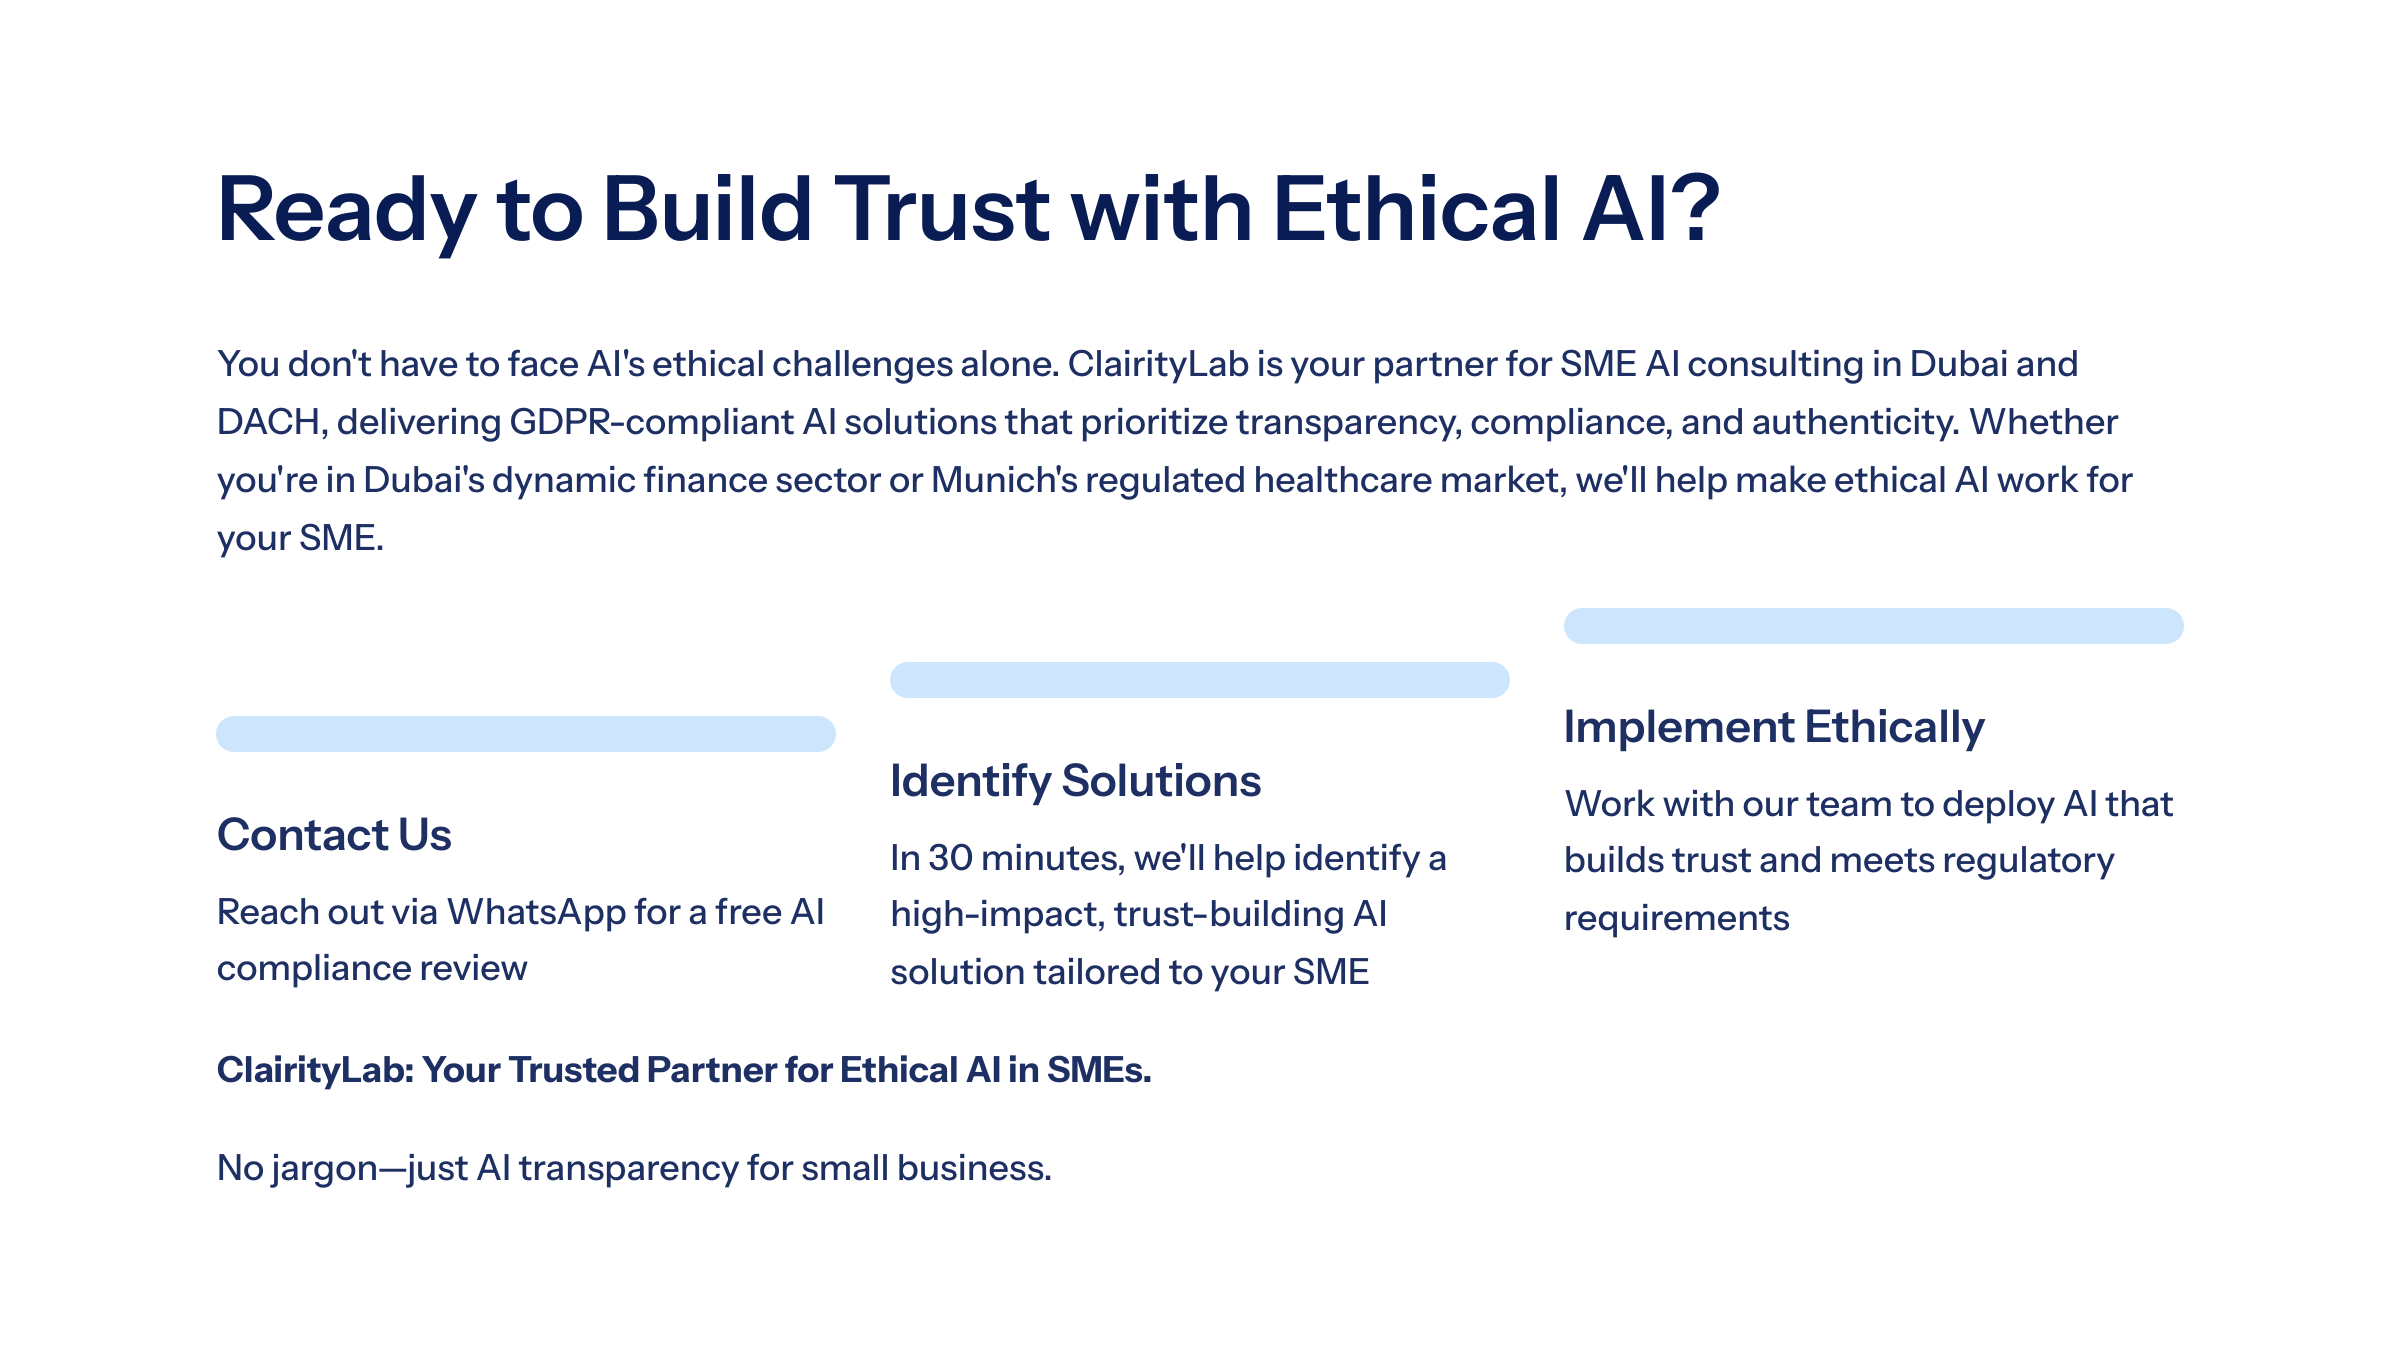 Ready to Build Trust with Ethical AI?
You don't have to face AI's ethical challenges alone. ClairityLab is your partner for SME AI consulting in Dubai and
DACH, delivering GDPR-compliant AI solutions that prioritize transparency, compliance, and authenticity. Whether
you're in Dubai's dynamic finance sector or Munich's regulated healthcare market, we'll help make ethical AI work for
your SME.
Contact Us
Reach out via WhatsApp for a free AI
compliance review
Identify Solutions
In 30 minutes, we'll help identify a
high-impact, trust-building AI
solution tailored to your SME
Implement Ethically
Work with our team to deploy AI that
builds trust and meets regulatory
requirements
ClairityLab: Your Trusted Partner for Ethical AI in SMEs.
No jargon—just AI transparency for small business.